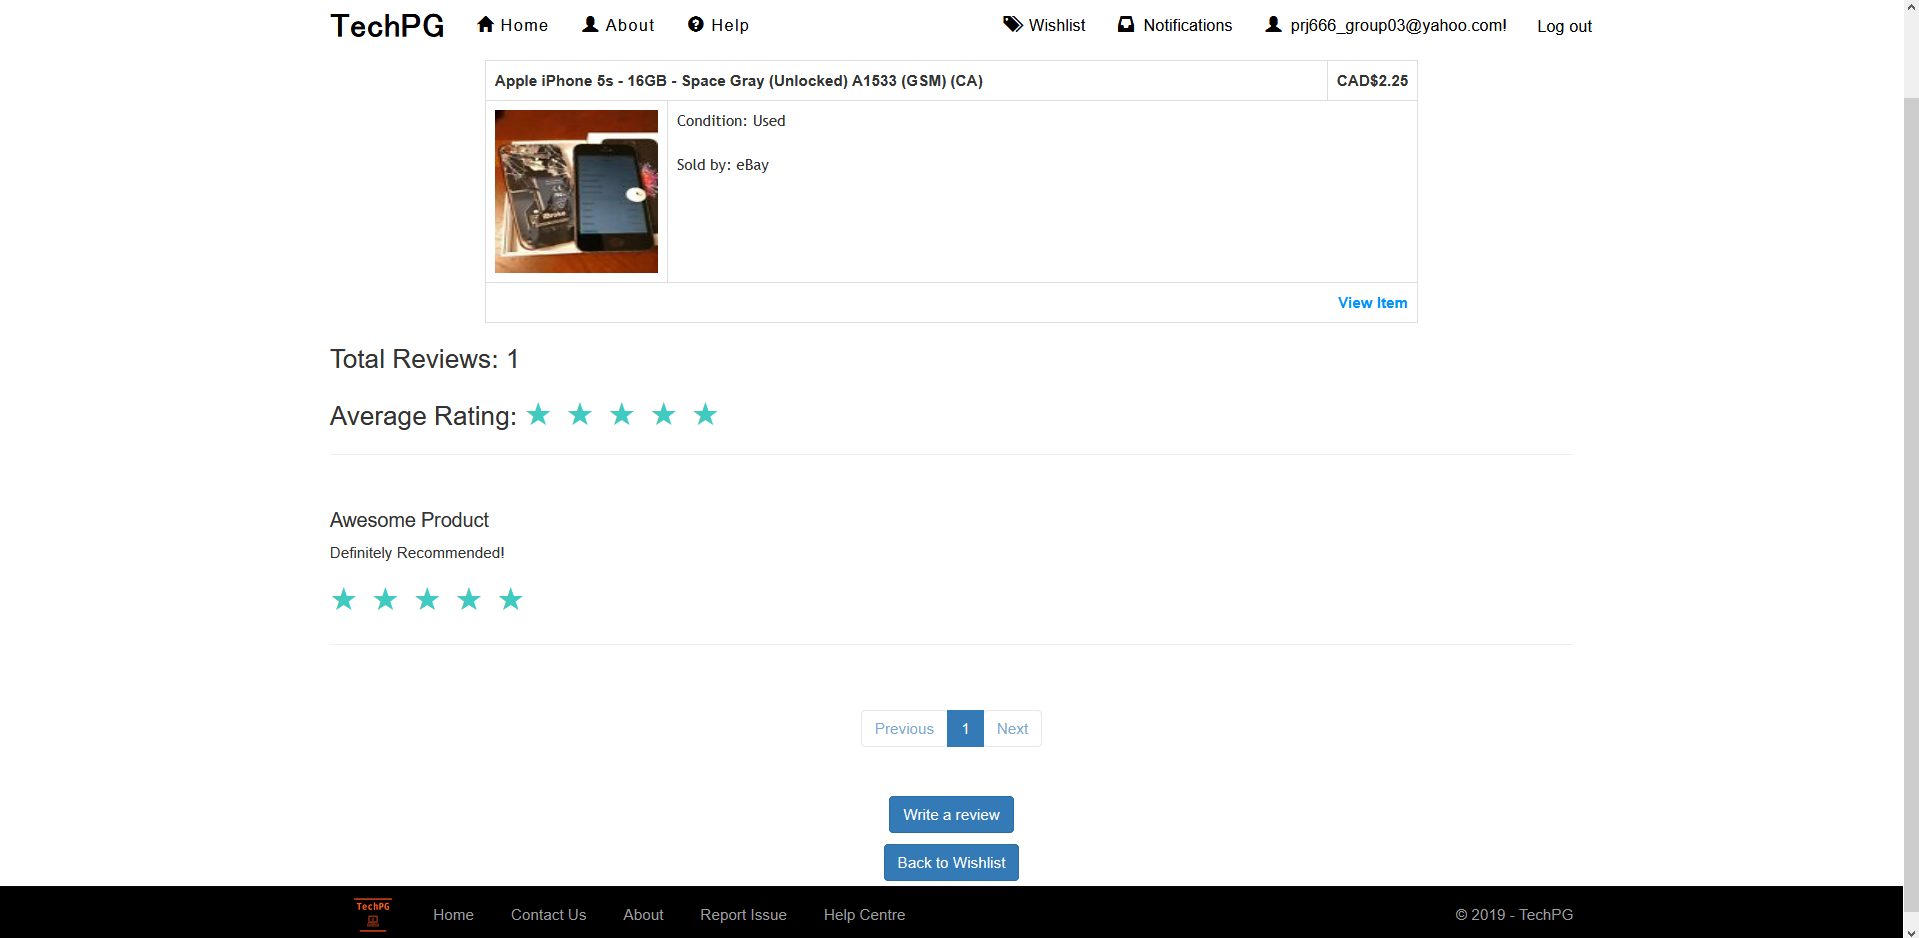 TechPG Home About Help Wishlist Notifications prj666_group03@yahoo.com! Log out
Apple iPhone 5s - 16GB - Space Gray (Unlocked) A1533 (GSM) (CA) CAD$2.25
Condition: Used
Sold by: eBay
iBroke
View Item
Total Reviews: 1
Average Rating: ★ ★ ★ ★ ★
Awesome Product
Definitely Recommended!
★ ★ ★ ★ ★
Previous 1 Next
Write a review
Back to Wishlist
TechPG Home Contact Us About Report Issue Help Centre © 2019 - TechPG